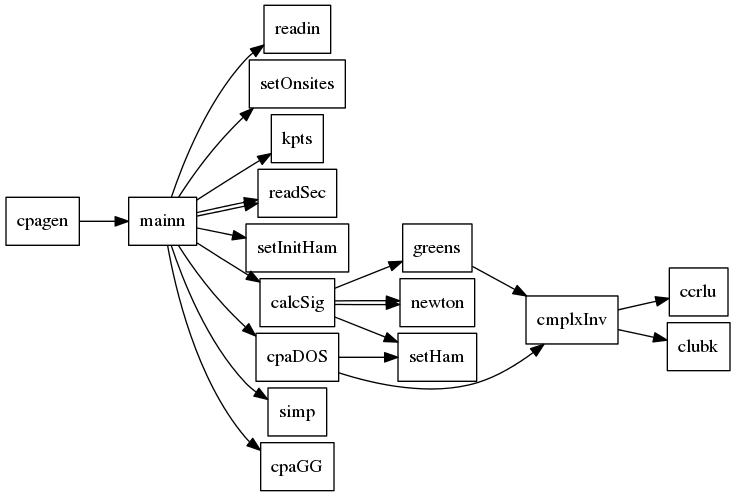 cpagen
mainn
readin
setOnsites
kpts
readSec
setInitHam
calcSig
cpaDOS
simp
cpaGG
greens
newton
setHam
cmplxInv
ccrlu
clubk